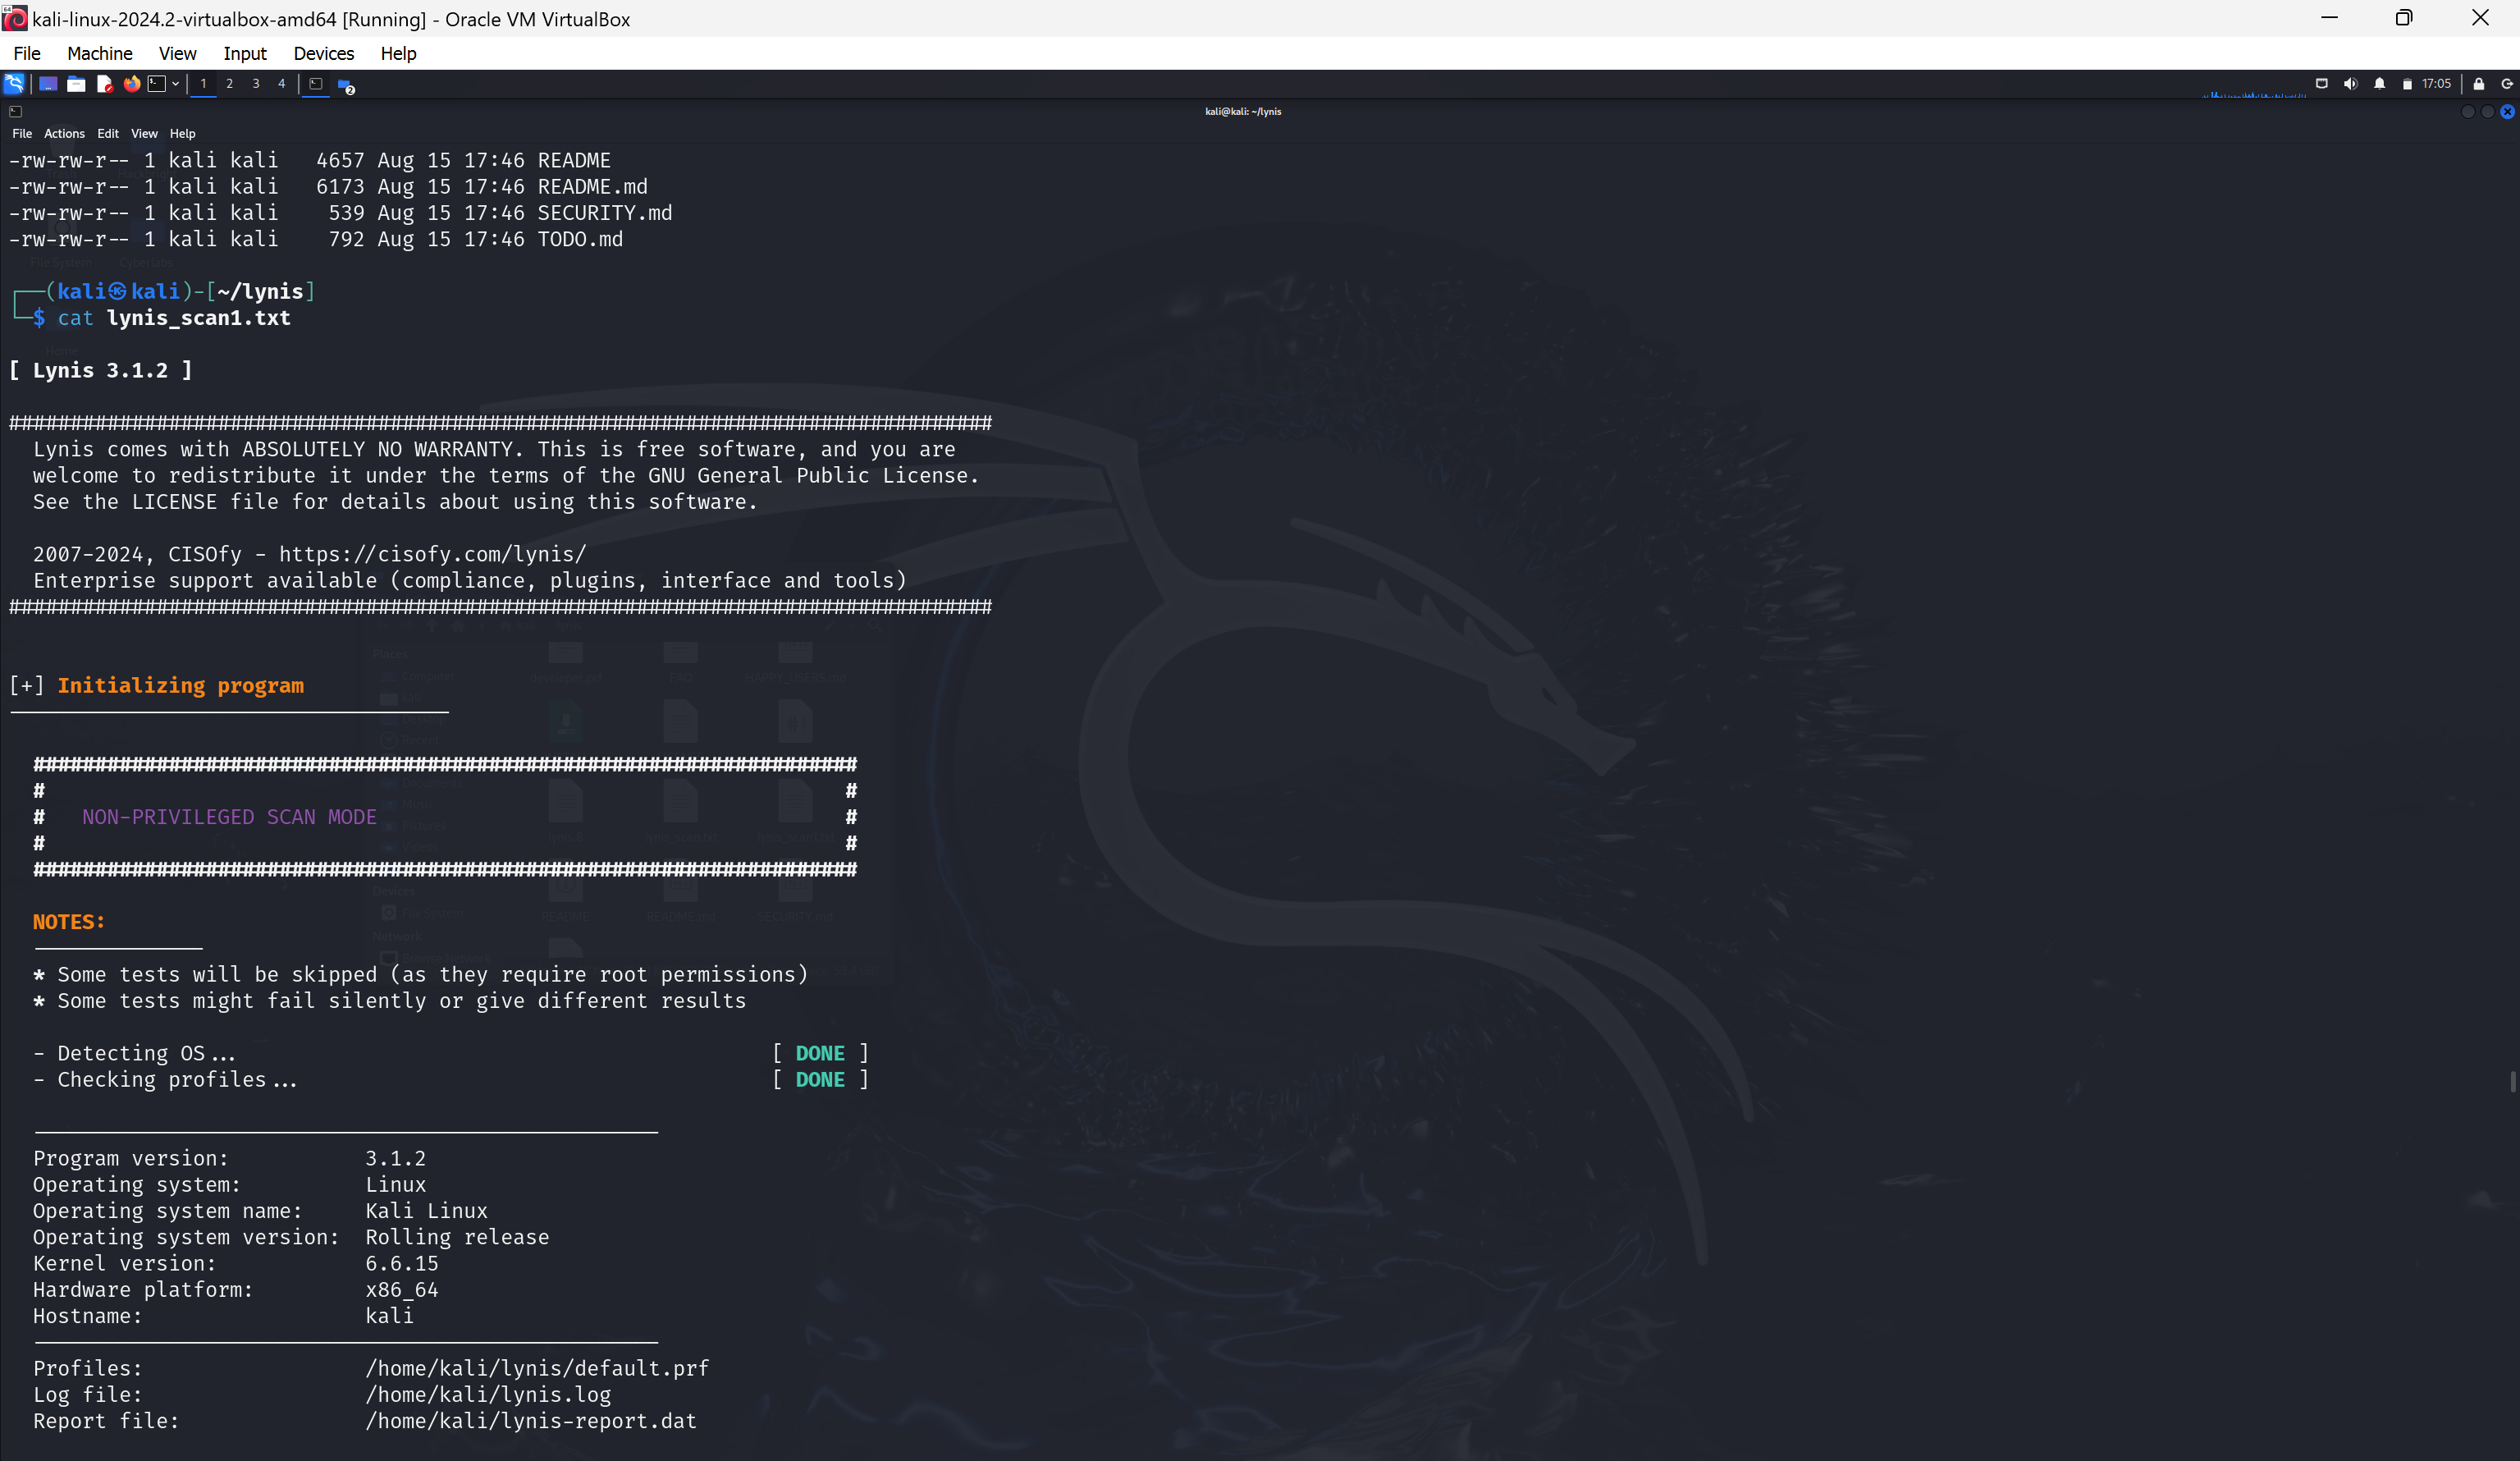 kali-linux-2024.2-virtualbox-amd64 [Running] - Oracle VM VirtualBox
File Machine View Input Devices Help
1 2 3 4 2 17:05
kali@kali: ~/lynis
File Actions Edit View Help
-rw-rw-r-- 1 kali kali 4657 Aug 15 17:46 README
-rw-rw-r-- 1 kali kali 6173 Aug 15 17:46 README.md
-rw-rw-r-- 1 kali kali 539 Aug 15 17:46 SECURITY.md
-rw-rw-r-- 1 kali kali 792 Aug 15 17:46 TODO.md
┌──(kali㉿kali)-[~/lynis]
└─$ cat lynis_scan1.txt
[ Lynis 3.1.2 ]
################################################################################
Lynis comes with ABSOLUTELY NO WARRANTY. This is free software, and you are
welcome to redistribute it under the terms of the GNU General Public License.
See the LICENSE file for details about using this software.
2007-2024, CISOfy - https://cisofy.com/lynis/
Enterprise support available (compliance, plugins, interface and tools)
################################################################################
[+] Initializing program
------------------------------------
###################################################################
# #
# NON-PRIVILEGED SCAN MODE #
# #
###################################################################
NOTES:
--------------
* Some tests will be skipped (as they require root permissions)
* Some tests might fail silently or give different results
- Detecting OS... [ DONE ]
- Checking profiles... [ DONE ]
---------------------------------------------------
Program version: 3.1.2
Operating system: Linux
Operating system name: Kali Linux
Operating system version: Rolling release
Kernel version: 6.6.15
Hardware platform: x86_64
Hostname: kali
---------------------------------------------------
Profiles: /home/kali/lynis/default.prf
Log file: /home/kali/lynis.log
Report file: /home/kali/lynis-report.dat